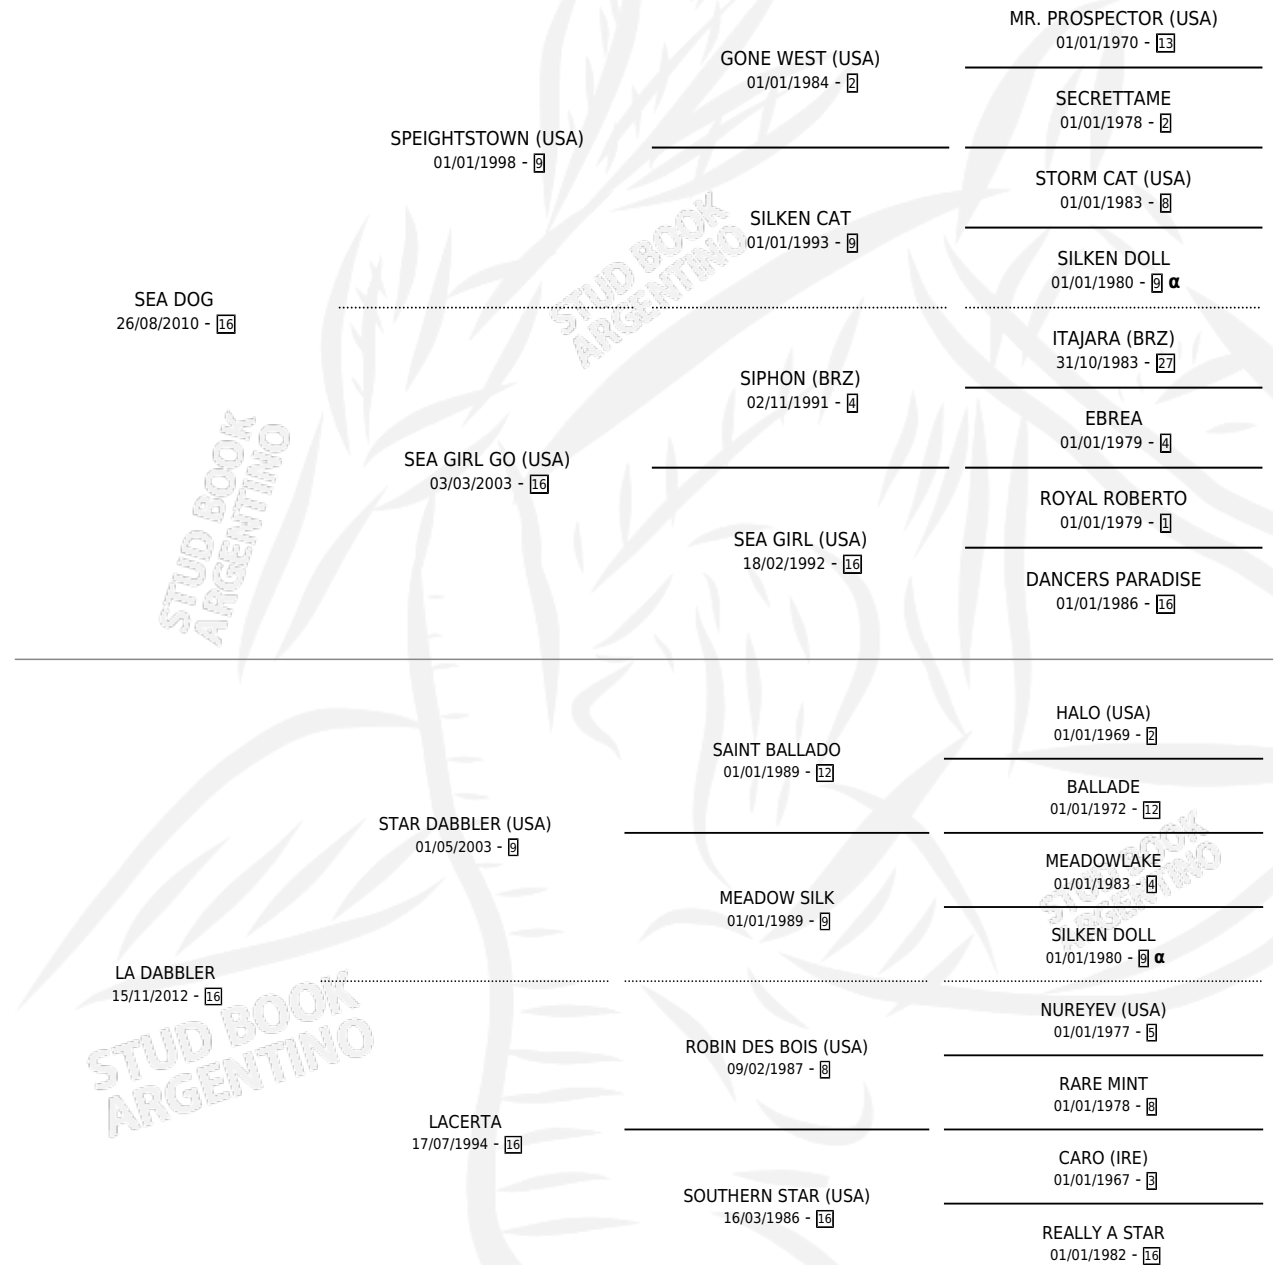 MR. PROSPECTOR (USA)
01/01/1970 - 13
GONE WEST (USA)
01/01/1984 - 2
SECRETTAME
01/01/1978 - 2
SPEIGHTSTOWN (USA)
01/01/1998 - 9
STORM CAT (USA)
01/01/1983 - 8
SILKEN CAT
01/01/1993 - 9
SILKEN DOLL
01/01/1980 - 9 α
SEA DOG
26/08/2010 - 16
ITAJARA (BRZ)
31/10/1983 - 27
SIPHON (BRZ)
02/11/1991 - 4
EBREA
01/01/1979 - 4
SEA GIRL GO (USA)
03/03/2003 - 16
ROYAL ROBERTO
01/01/1979 - 1
SEA GIRL (USA)
18/02/1992 - 16
DANCERS PARADISE
01/01/1986 - 16
HALO (USA)
01/01/1969 - 2
SAINT BALLADO
01/01/1989 - 12
BALLADE
01/01/1972 - 12
STAR DABBLER (USA)
01/05/2003 - 9
MEADOWLAKE
01/01/1983 - 4
MEADOW SILK
01/01/1989 - 9
SILKEN DOLL
01/01/1980 - 9 α
LA DABBLER
15/11/2012 - 16
NUREYEV (USA)
01/01/1977 - 5
ROBIN DES BOIS (USA)
09/02/1987 - 8
RARE MINT
01/01/1978 - 8
LACERTA
17/07/1994 - 16
CARO (IRE)
01/01/1967 - 3
SOUTHERN STAR (USA)
16/03/1986 - 16
REALLY A STAR
01/01/1982 - 16
STUD BOOK
ARGENTINO
STUD BOOK
ARGENTINO
STUD BOOK
ARGENTINO
STUD BOOK
ARGENTINO